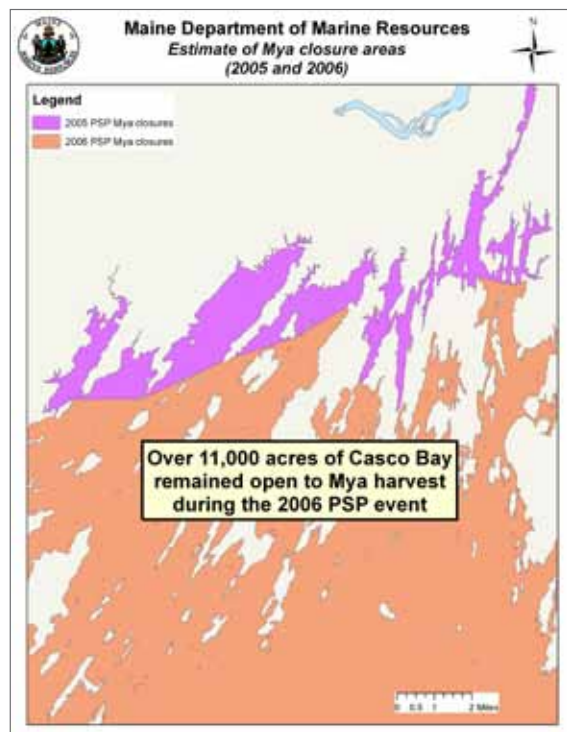 Maine Department of Marine Resources
Estimate of Mya closure areas
(2005 and 2006)
N
Legend
2005 PSP Mya closures
2006 PSP Mya closures
Over 11,000 acres of Casco Bay
remained open to Mya harvest
during the 2006 PSP event
0 0.5 1 2 Miles